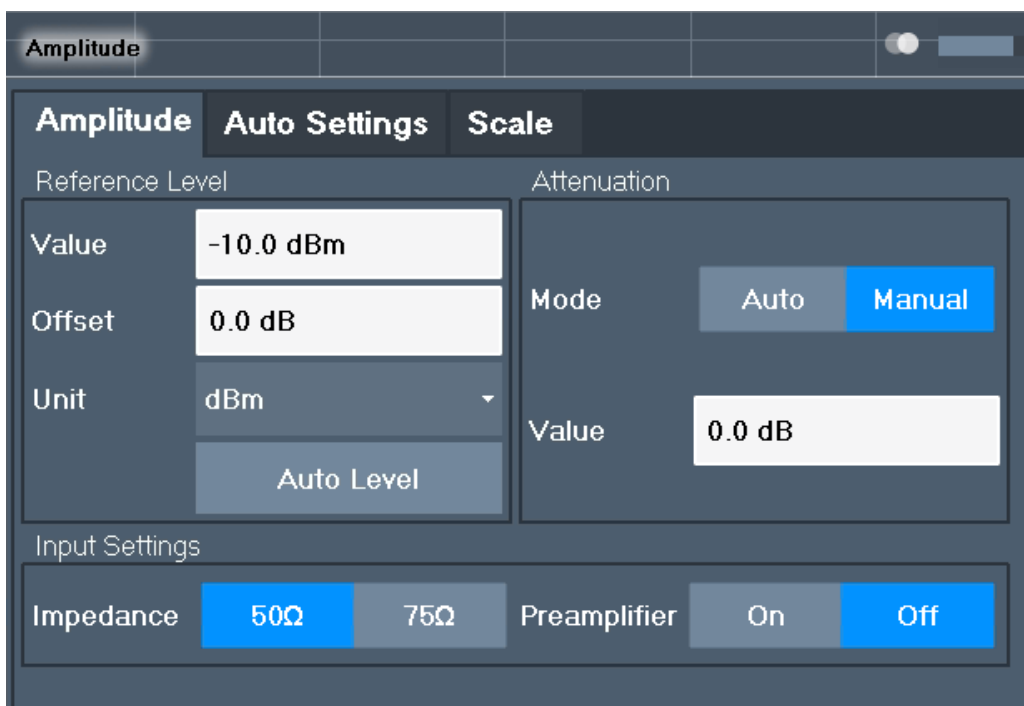 Amplitude
Amplitude Auto Settings Scale
Reference Level
Value -10.0 dBm
Offset 0.0 dB
Unit dBm
Auto Level
Attenuation
Mode Auto Manual
Value 0.0 dB
Input Settings
Impedance 50Ω 75Ω Preamplifier On Off